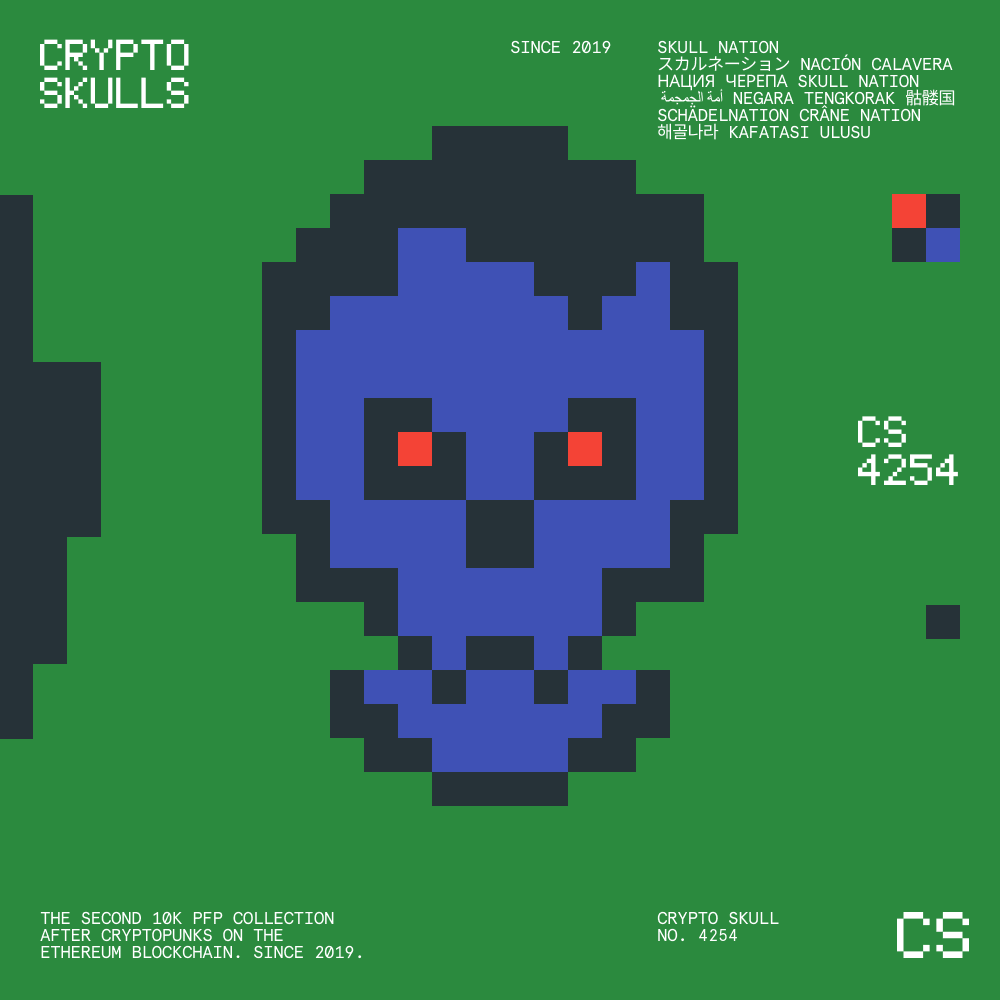 CRYPTO
SKULLS
SINCE 2019
SKULL NATION
スカルネーション NACIÓN CALAVERA
НАЦИЯ ЧЕРЕПА SKULL NATION
أمة الجمجمة NEGARA TENGKORAK 骷髅国
SCHÄDELNATION CRÂNE NATION
해골나라 KAFATASI ULUSU
CS
4254
THE SECOND 10K PFP COLLECTION
AFTER CRYPTOPUNKS ON THE
ETHEREUM BLOCKCHAIN. SINCE 2019.
CRYPTO SKULL
NO. 4254
CS